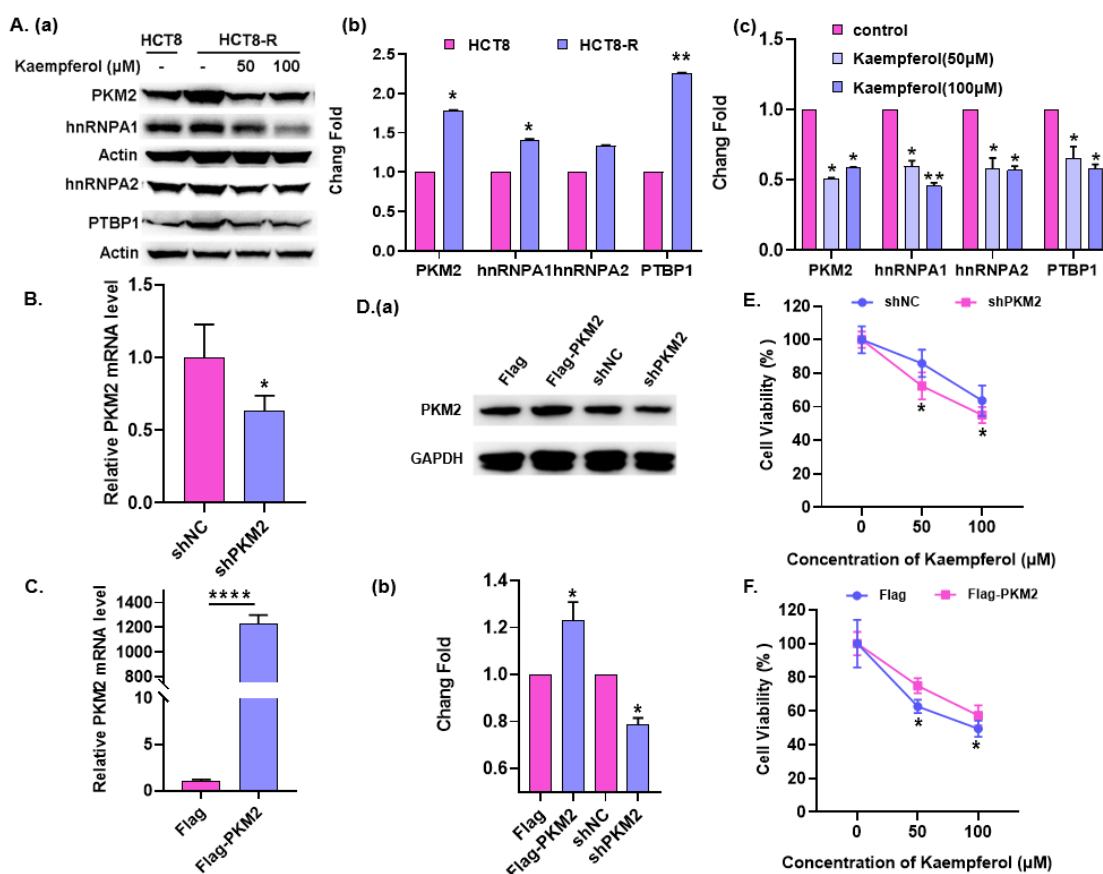 A. (a)
HCT8 HCT8-R
Kaempferol (μM) - - 50 100
PKM2
hnRNPA1
Actin
hnRNPA2
PTBP1
Actin
(b)
HCT8 HCT8-R
Chang Fold
2.5
2.0
1.5
1.0
0.5
0.0
* * **
PKM2 hnRNPA1 hnRNPA2 PTBP1
(c)
control
Kaempferol(50μM)
Kaempferol(100μM)
Chang Fold
1.5
1.0
0.5
0.0
* * * ** * * * *
PKM2 hnRNPA1 hnRNPA2 PTBP1
B.
Relative PKM2 mRNA level
1.5
1.0
0.5
0.0
*
shNC shPKM2
D.(a)
Flag Flag-PKM2 shNC shPKM2
PKM2
GAPDH
E.
shNC shPKM2
Cell Viability (% )
120
100
80
60
40
20
0
* *
0 50 100
Concentration of Kaempferol (μM)
C.
Relative PKM2 mRNA level
1400
1200
1000
800
600
10
5
0
****
Flag Flag-PKM2
(b)
Chang Fold
1.4
1.2
1.0
0.8
0.6
* *
Flag Flag-PKM2 shNC shPKM2
F.
Flag Flag-PKM2
Cell Viability (% )
120
100
80
60
40
20
0
* *
0 50 100
Concentration of Kaempferol (μM)